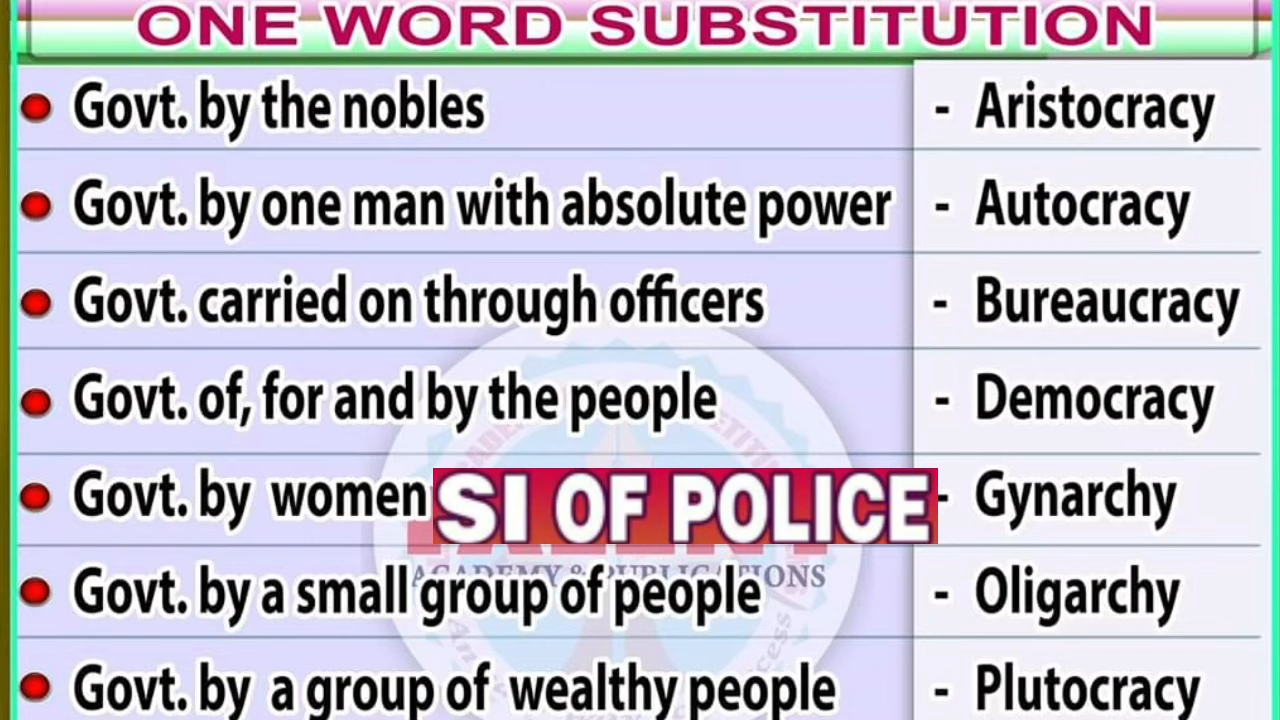 ONE WORD SUBSTITUTION
Govt. by the nobles - Aristocracy
Govt. by one man with absolute power - Autocracy
Govt. carried on through officers - Bureaucracy
Govt. of, for and by the people - Democracy
Govt. by women - Gynarchy
SI OF POLICE
ACADEMY & PUBLICATIONS
Govt. by a small group of people - Oligarchy
Govt. by a group of wealthy people - Plutocracy